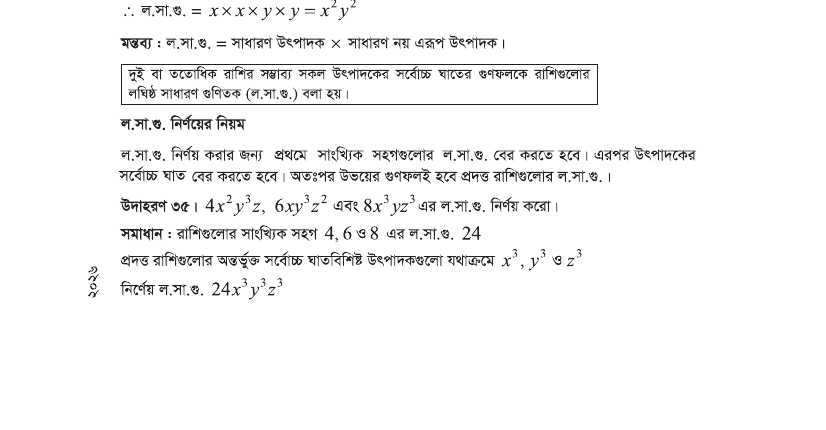 ∴ ল.সা.গু. = x × x × y × y = x²y²
মন্তব্য : ল.সা.গু. = সাধারণ উৎপাদক × সাধারণ নয় এরূপ উৎপাদক।
দুই বা ততোধিক রাশির সম্ভাব্য সকল উৎপাদকের সর্বোচ্চ ঘাতের গুণফলকে রাশিগুলোর
লঘিষ্ঠ সাধারণ গুণিতক (ল.সা.গু.) বলা হয়।
ল.সা.গু. নির্ণয়ের নিয়ম
ল.সা.গু. নির্ণয় করার জন্য প্রথমে সাংখ্যিক সহগগুলোর ল.সা.গু. বের করতে হবে। এরপর উৎপাদকের
সর্বোচ্চ ঘাত বের করতে হবে। অতঃপর উভয়ের গুণফলই হবে প্রদত্ত রাশিগুলোর ল.সা.গু.।
উদাহরণ ৩৫। 4x²y³z, 6xy³z² এবং 8x³yz³ এর ল.সা.গু. নির্ণয় করো।
সমাধান : রাশিগুলোর সাংখ্যিক সহগ 4, 6 ও 8 এর ল.সা.গু. 24
প্রদত্ত রাশিগুলোর অন্তর্ভুক্ত সর্বোচ্চ ঘাতবিশিষ্ট উৎপাদকগুলো যথাক্রমে x³, y³ ও z³
নির্ণেয় ল.সা.গু. 24x³y³z³
২০২৬